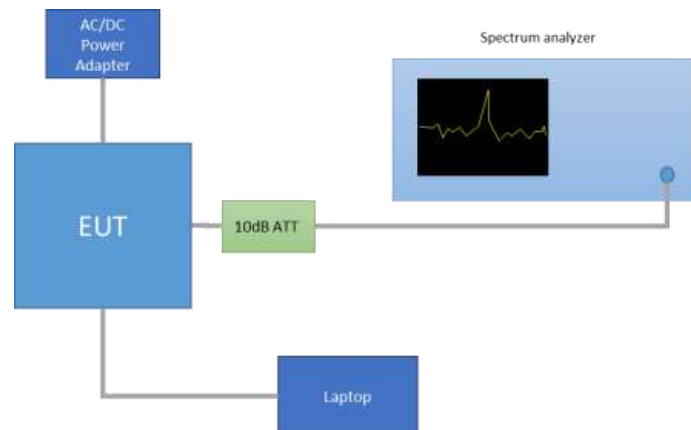 AC/DC
Power
Adapter
Spectrum analyzer
EUT
10dB ATT
Laptop